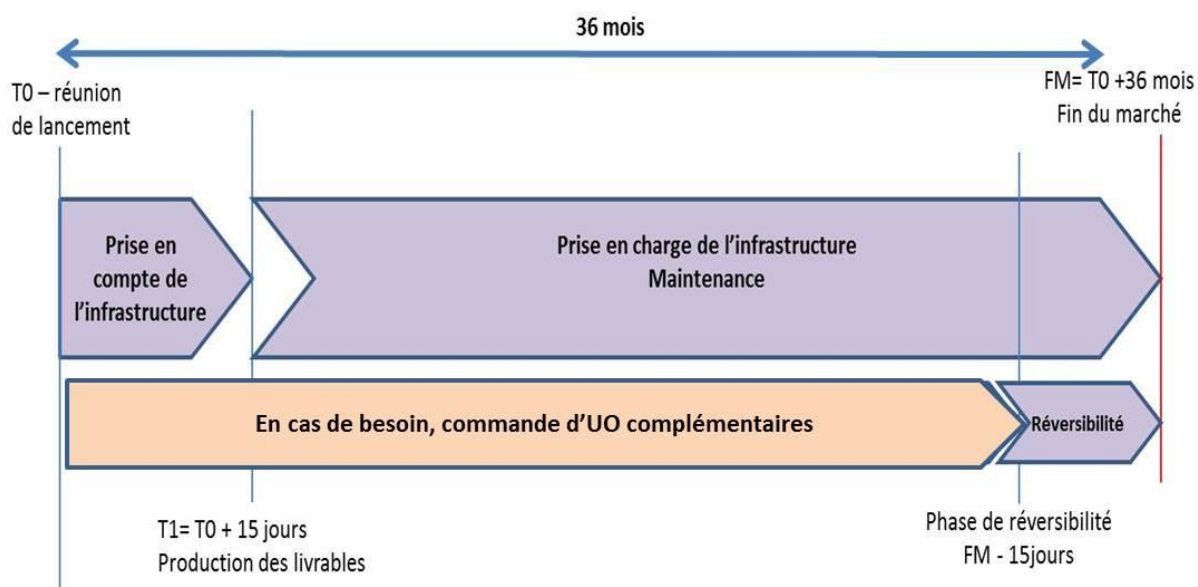 36 mois
T0 – réunion
de lancement
FM= T0 +36 mois
Fin du marché
Prise en
compte de
l’infrastructure
Prise en charge de l’infrastructure
Maintenance
En cas de besoin, commande d’UO complémentaires
Réversibilité
T1= T0 + 15 jours
Production des livrables
Phase de réversibilité
FM - 15jours